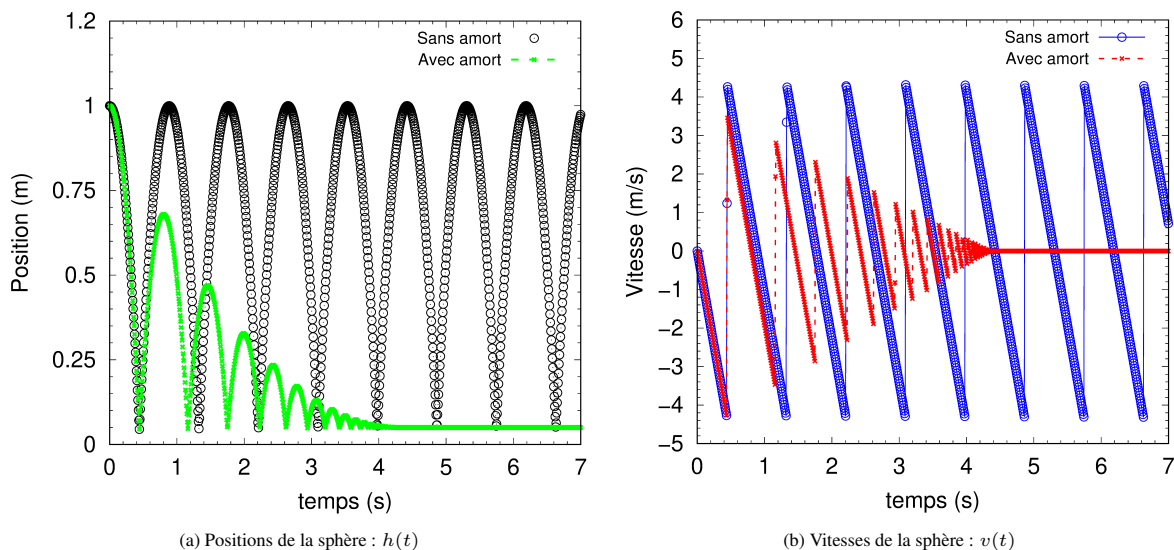 Sans amort
Avec amort
Position (m)
1.2
1
0.75
0.5
0.25
0
0 1 2 3 4 5 6 7
temps (s)
(a) Positions de la sphère : h(t)
Sans amort
Avec amort
Vitesse (m/s)
6
5
4
3
2
1
0
−1
−2
−3
−4
−5
0 1 2 3 4 5 6 7
temps (s)
(b) Vitesses de la sphère : v(t)